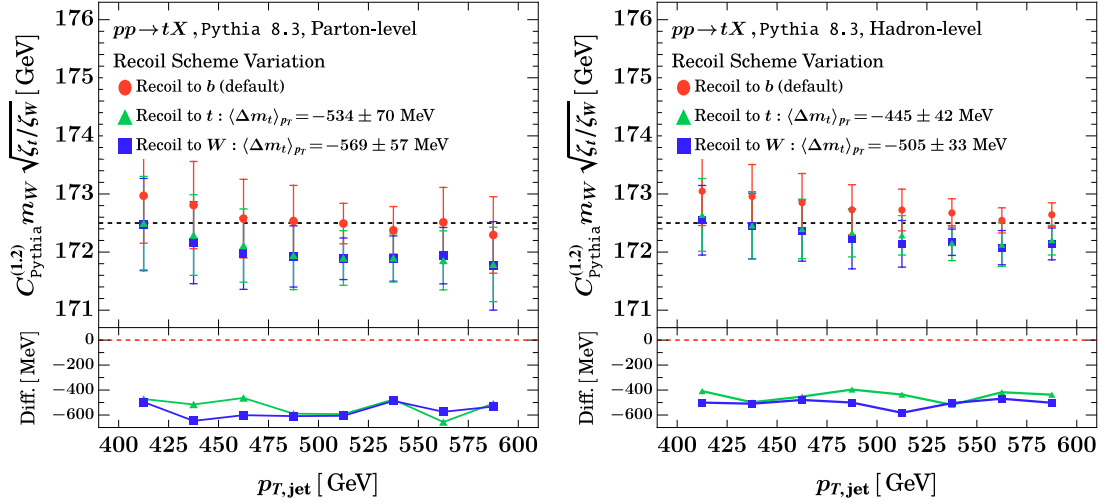 pp→tX , Pythia 8.3, Parton-level
Recoil Scheme Variation
Recoil to b (default)
Recoil to t : ⟨Δm_t⟩_{p_T} = −534 ± 70 MeV
Recoil to W : ⟨Δm_t⟩_{p_T} = −569 ± 57 MeV
C^{(1.2)}_{Pythia} m_W √ζ_t/ζ_W [GeV]
176
175
174
173
172
171
Diff. [MeV]
0
−200
−400
−600
400 425 450 475 500 525 550 575 600
p_{T,jet} [GeV]
pp→tX , Pythia 8.3, Hadron-level
Recoil Scheme Variation
Recoil to b (default)
Recoil to t : ⟨Δm_t⟩_{p_T} = −445 ± 42 MeV
Recoil to W : ⟨Δm_t⟩_{p_T} = −505 ± 33 MeV
C^{(1.2)}_{Pythia} m_W √ζ_t/ζ_W [GeV]
176
175
174
173
172
171
Diff. [MeV]
0
−200
−400
−600
400 425 450 475 500 525 550 575 600
p_{T,jet} [GeV]